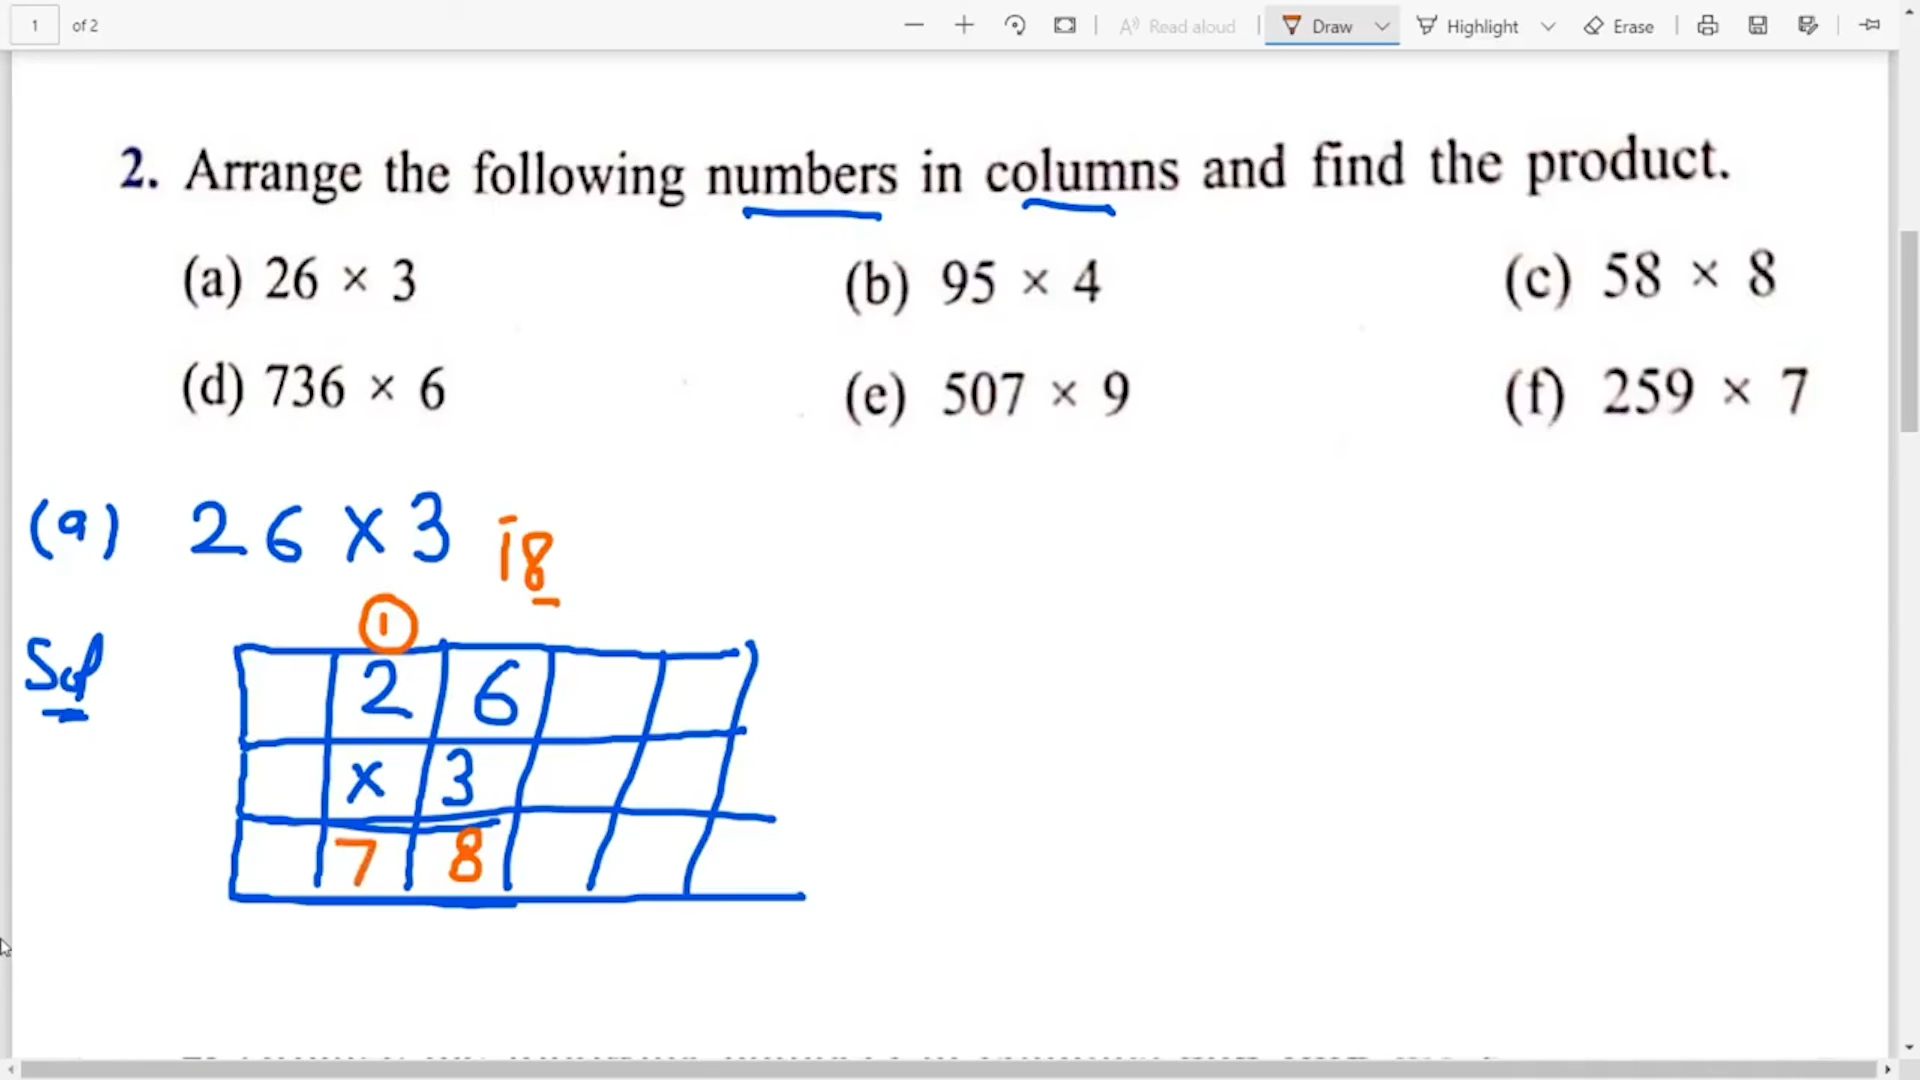 1 of 2 Read aloud Draw Highlight Erase
2. Arrange the following numbers in columns and find the product.
(a) 26 × 3 (b) 95 × 4 (c) 58 × 8
(d) 736 × 6 (e) 507 × 9 (f) 259 × 7
(a) 26 × 3 18
1
Sol 2 6
× 3
7 8